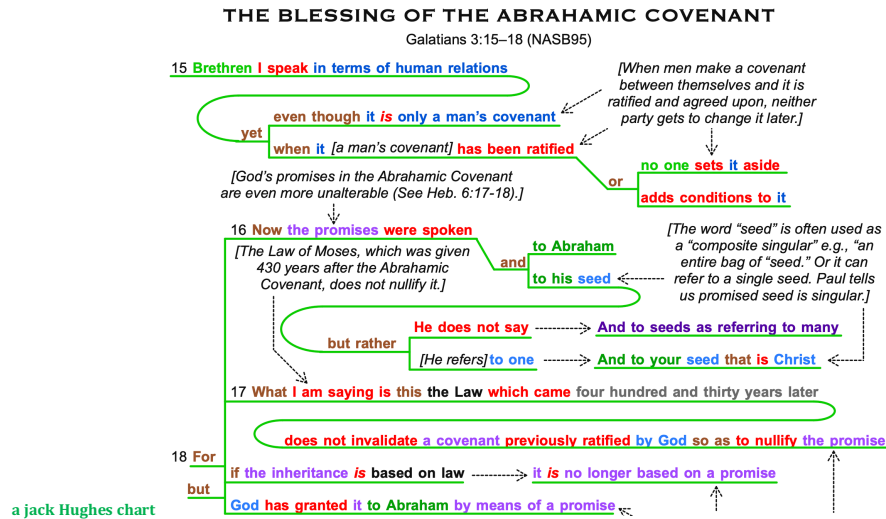 THE BLESSING OF THE ABRAHAMIC COVENANT
Galatians 3:15–18 (NASB95)
15 Brethren I speak in terms of human relations
[When men make a covenant
between themselves and it is
ratified and agreed upon, neither
party gets to change it later.]
even though it is only a man's covenant
yet
when it [a man's covenant] has been ratified
no one sets it aside
or
adds conditions to it
[God's promises in the Abrahamic Covenant
are even more unalterable (See Heb. 6:17-18).]
16 Now the promises were spoken
[The word "seed" is often used as
a "composite singular" e.g., "an
entire bag of "seed." Or it can
refer to a single seed. Paul tells
us promised seed is singular.]
to Abraham
and
to his seed
[The Law of Moses, which was given
430 years after the Abrahamic
Covenant, does not nullify it.]
He does not say
And to seeds as referring to many
but rather
[He refers] to one
And to your seed that is Christ
17 What I am saying is this the Law which came four hundred and thirty years later
does not invalidate a covenant previously ratified by God so as to nullify the promise
18 For
if the inheritance is based on law
it is no longer based on a promise
but
God has granted it to Abraham by means of a promise
a jack Hughes chart